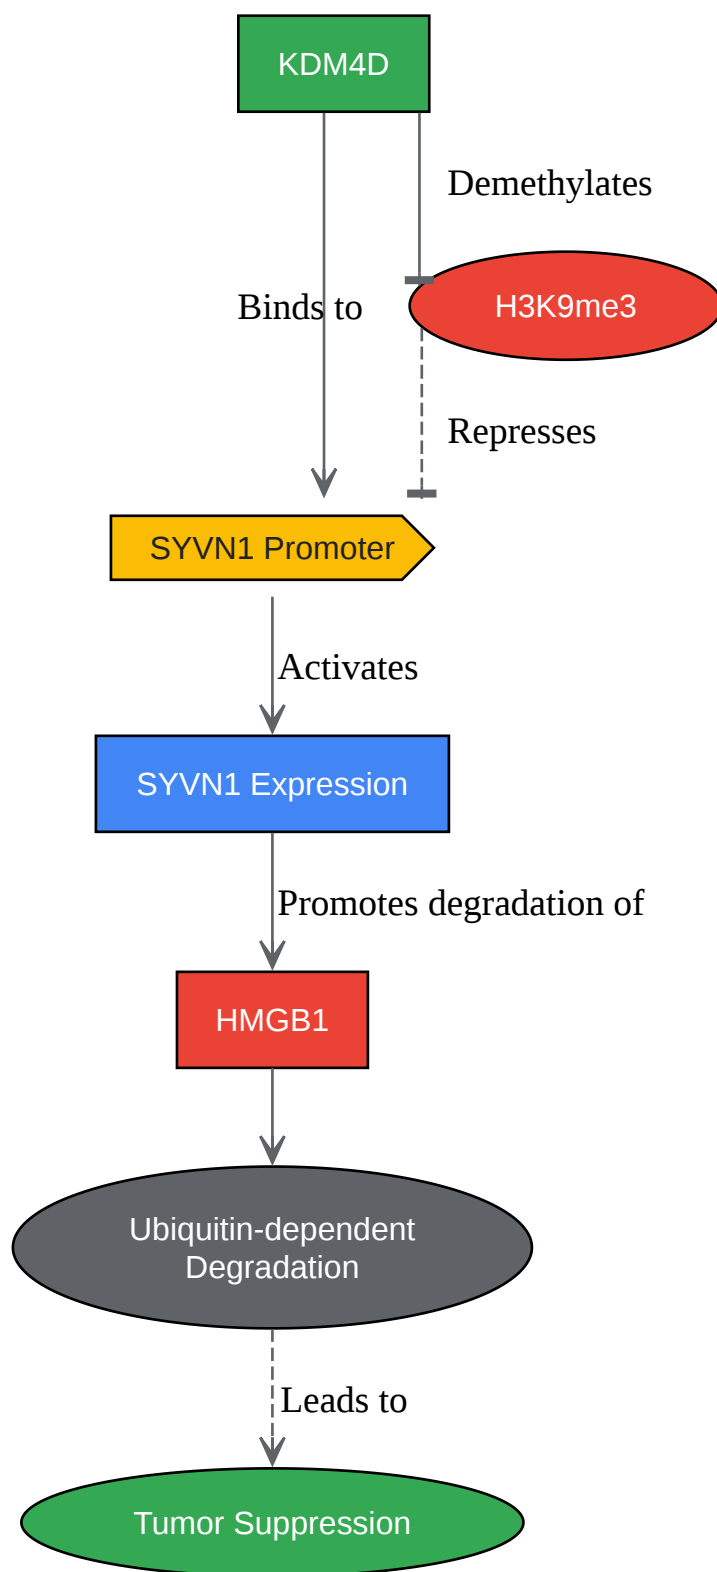 KDM4D
Demethylates
Binds to
H3K9me3
Represses
SYVN1 Promoter
Activates
SYVN1 Expression
Promotes degradation of
HMGB1
Ubiquitin-dependent
Degradation
Leads to
Tumor Suppression